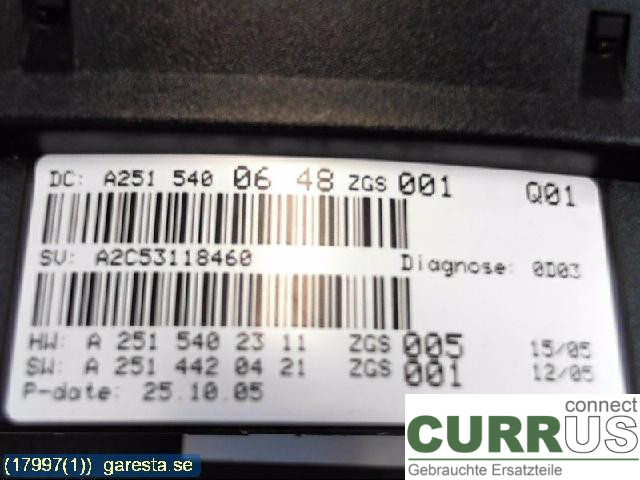 DC: A251 540 06 48 ZGS 001 Q01
SV: A2C53118460 Diagnose: 0D03
HW: A 251 540 23 11 ZGS 005 15/05
SW: A 251 442 04 21 ZGS 001 12/05
P-date: 25.10.05
connect
CURRUS
Gebrauchte Ersatzteile
(17997(1)) garesta.se